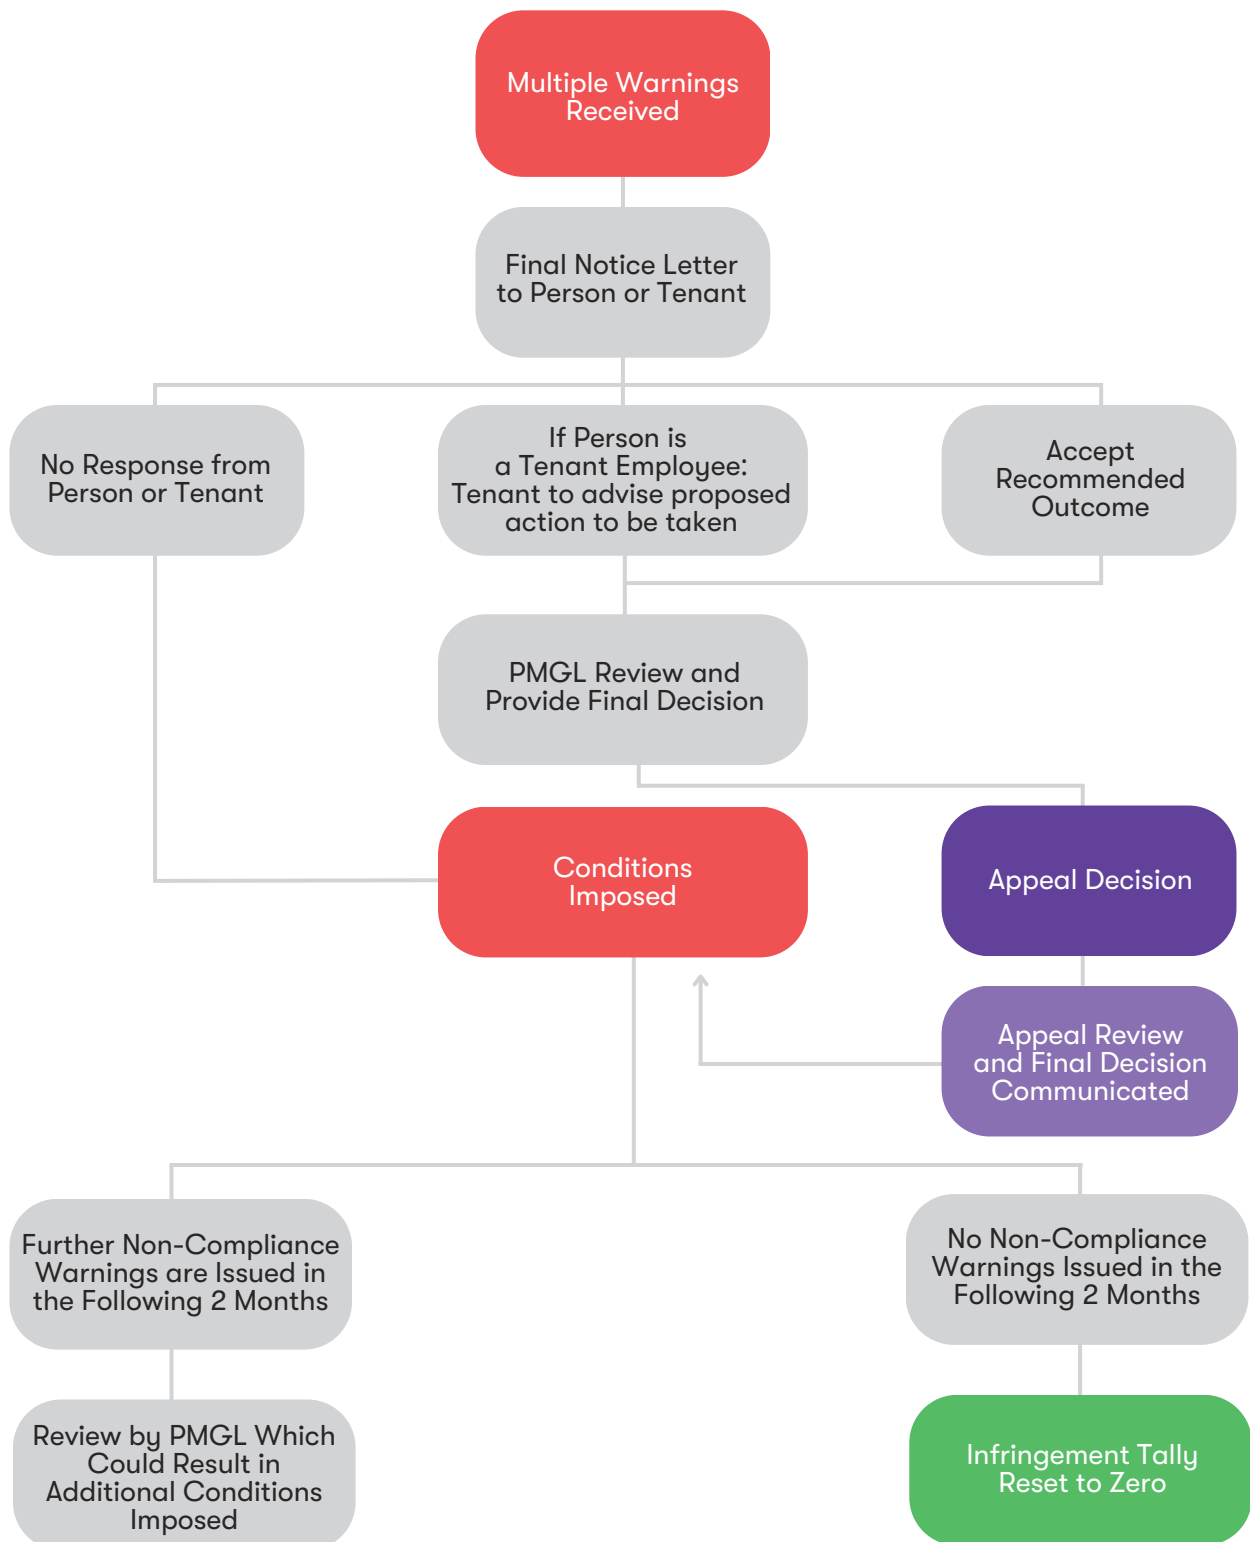 Multiple Warnings
Received
Final Notice Letter
to Person or Tenant
No Response from
Person or Tenant
If Person is
a Tenant Employee:
Tenant to advise proposed
action to be taken
Accept
Recommended
Outcome
PMGL Review and
Provide Final Decision
Conditions
Imposed
Appeal Decision
Appeal Review
and Final Decision
Communicated
Further Non-Compliance
Warnings are Issued in
the Following 2 Months
No Non-Compliance
Warnings Issued in the
Following 2 Months
Review by PMGL Which
Could Result in
Additional Conditions
Imposed
Infringement Tally
Reset to Zero